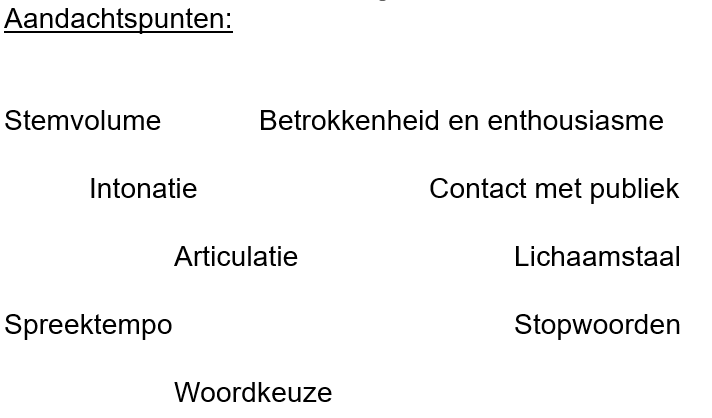 Aandachtspunten:
Stemvolume Betrokkenheid en enthousiasme
Intonatie Contact met publiek
Articulatie Lichaamstaal
Spreektempo Stopwoorden
Woordkeuze